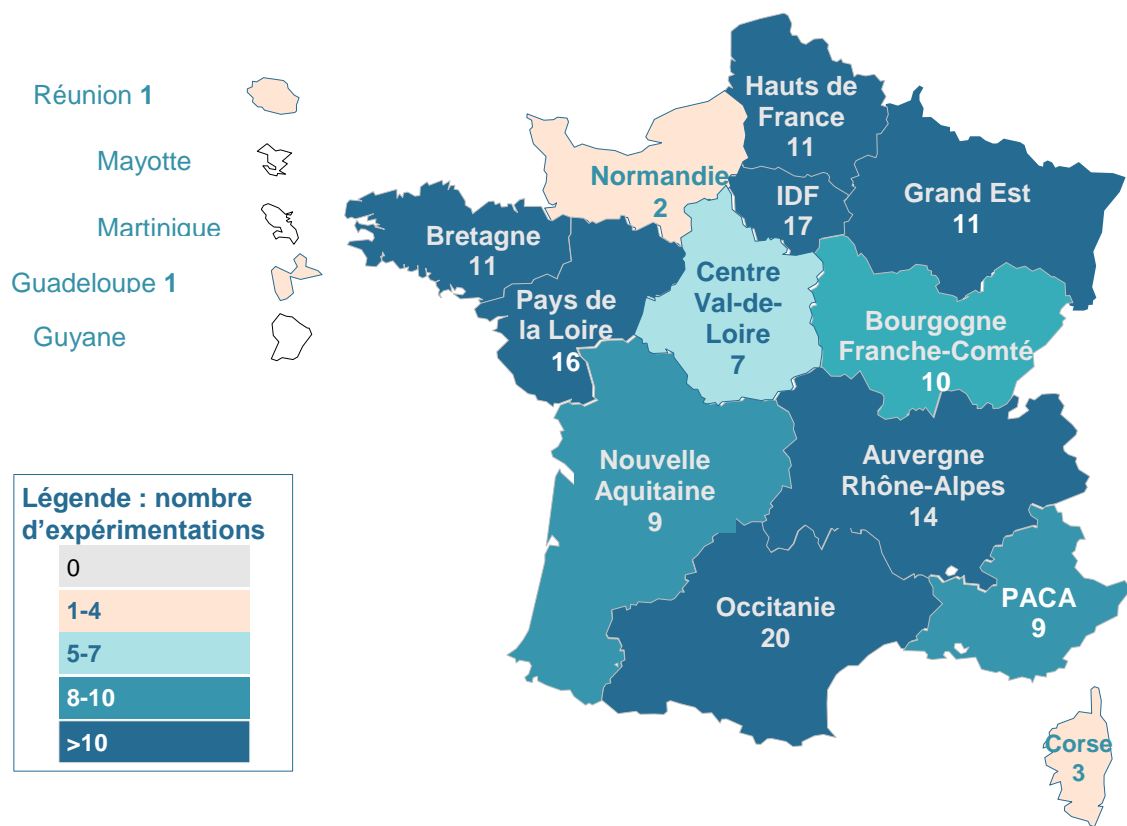 Réunion 1
Mayotte
Martinique
Guadeloupe 1
Guyane
Hauts de
France
11
Normandie
2
IDF
17
Grand Est
11
Bretagne
11
Pays de
la Loire
16
Centre
Val-de-
Loire
7
Bourgogne
Franche-Comté
10
Nouvelle
Aquitaine
9
Auvergne
Rhône-Alpes
14
Occitanie
20
PACA
9
Corse
3
Légende : nombre
d’expérimentations
0
1-4
5-7
8-10
>10